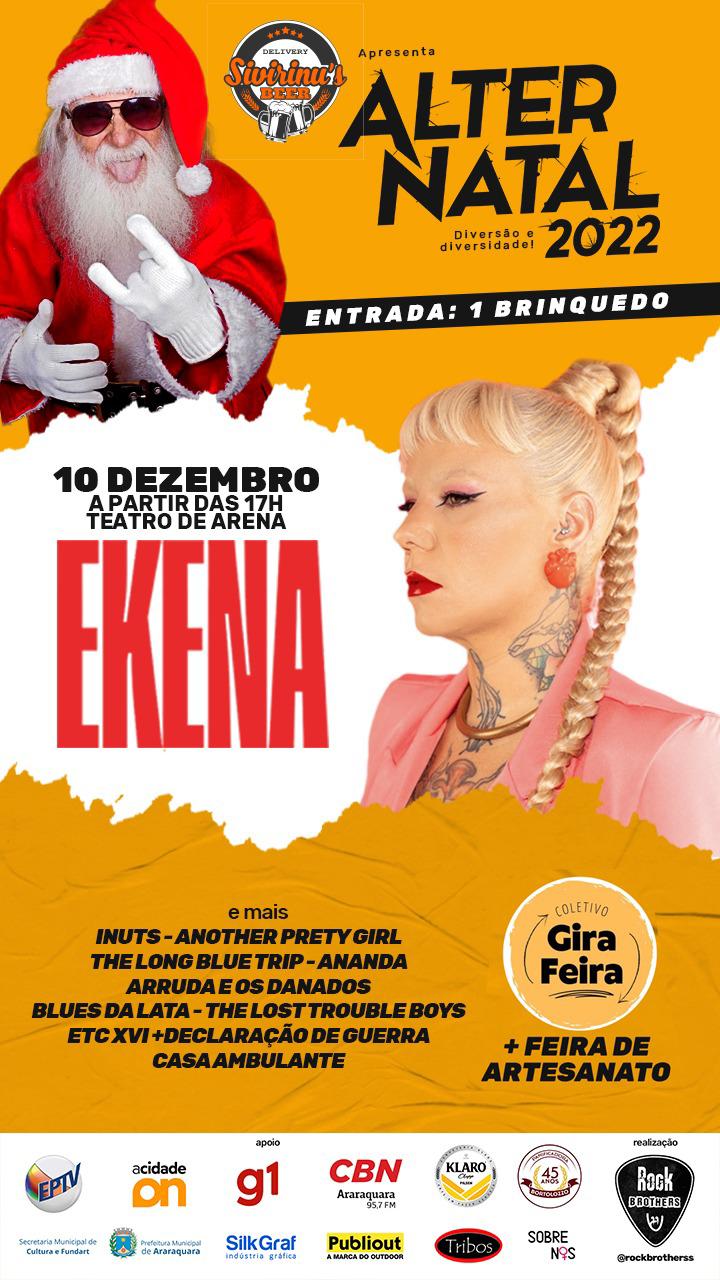 DELIVERY
Sivirinu's
BEER
Apresenta
ALTER
NATAL
Diversão e
diversidade!
2022
ENTRADA: 1 BRINQUEDO
10 DEZEMBRO
A PARTIR DAS 17H
TEATRO DE ARENA
EKENA
e mais
INUTS - ANOTHER PRETY GIRL
THE LONG BLUE TRIP - ANANDA
ARRUDA E OS DANADOS
BLUES DA LATA - THE LOST TROUBLE BOYS
ETC XVI +DECLARAÇÃO DE GUERRA
CASA AMBULANTE
COLETIVO
Gira
Feira
+ FEIRA DE
ARTESANATO
apoio
realização
EPTV
acidade
on
g1
CBN
Araraquara
95,7 FM
KLARO
Chopp
PILSEN
PANIFICADORA
45
ANOS
BORTOLOZZO
Rock
BROTHERS
Secretaria Municipal de
Cultura e Fundart
Prefeitura Municipal
de Araraquara
SilkGraf
indústria gráfica
Publiout
A MARCA DO OUTDOOR
Tribos
SOBRE
NÓS
@rockbrotherss